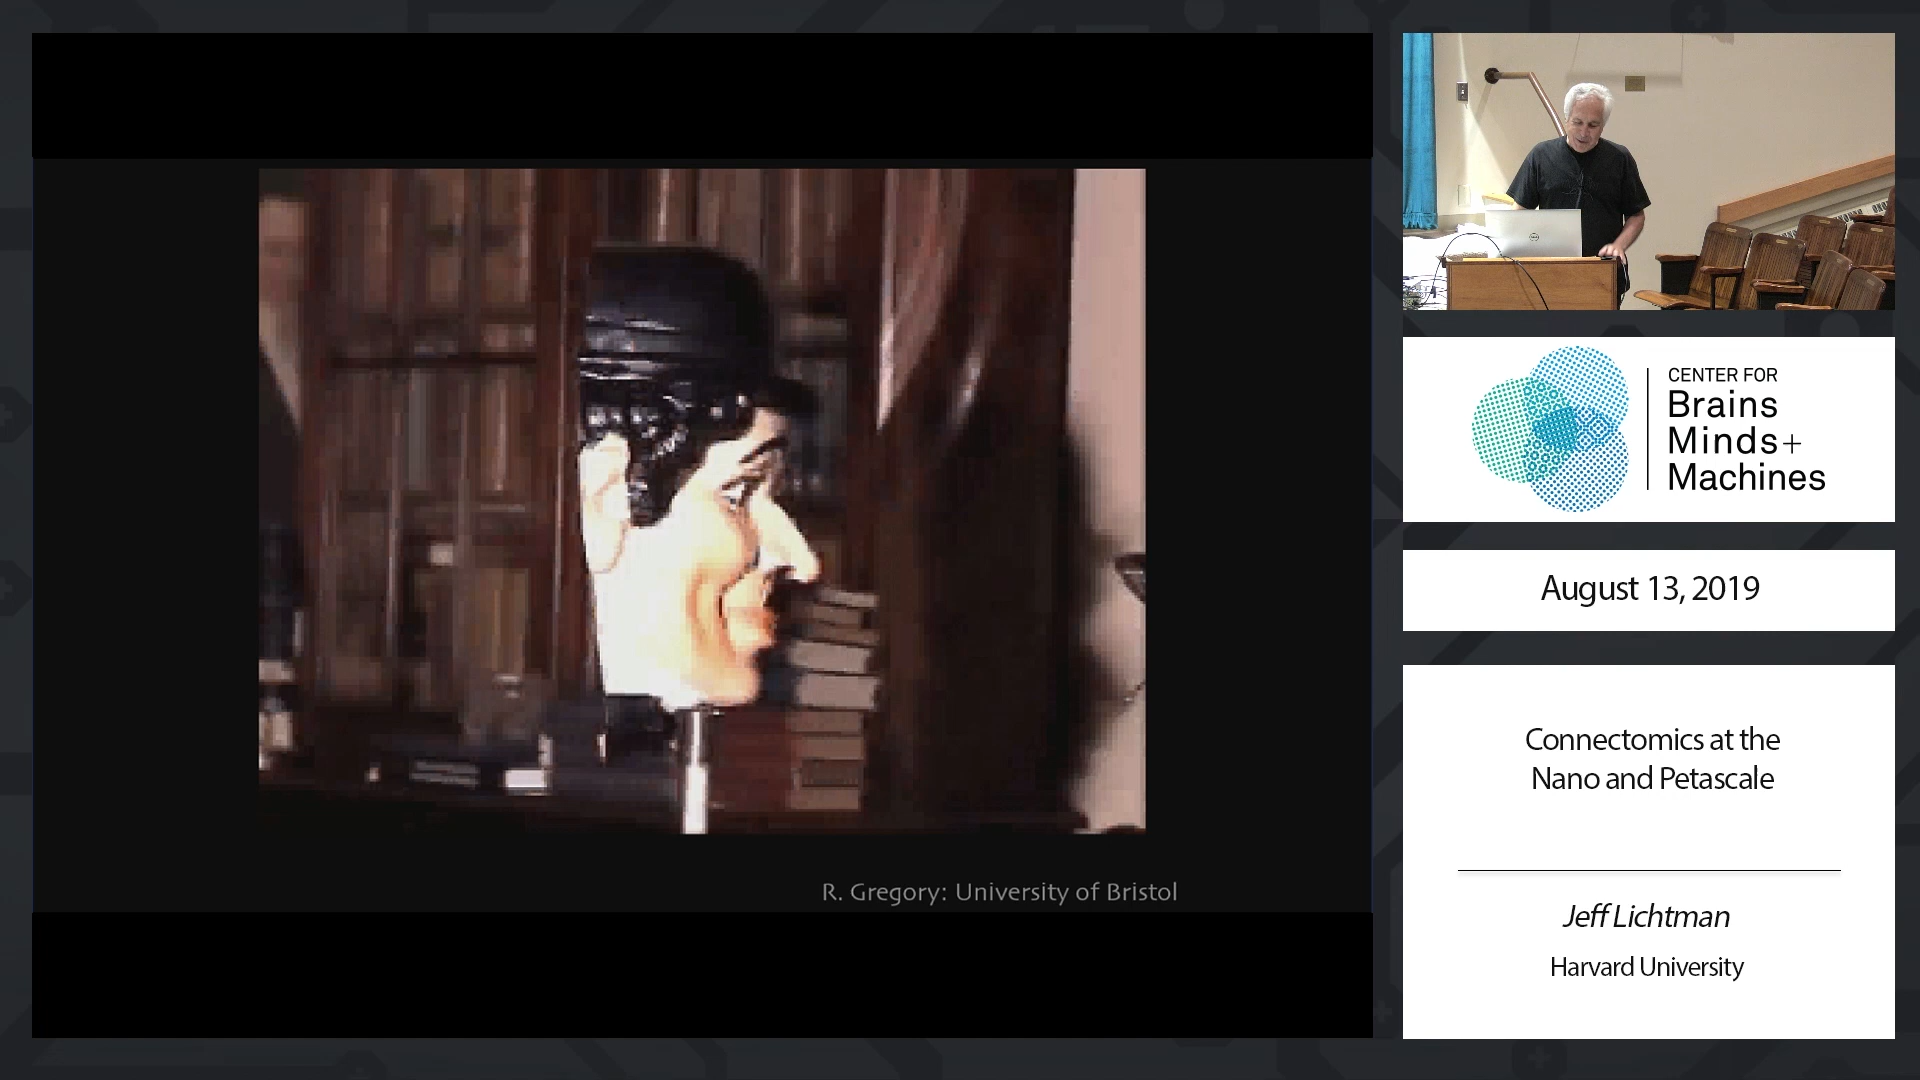 R. Gregory: University of Bristol
CENTER FOR
Brains
Minds+
Machines
August 13, 2019
Connectomics at the
Nano and Petascale
Jeff Lichtman
Harvard University